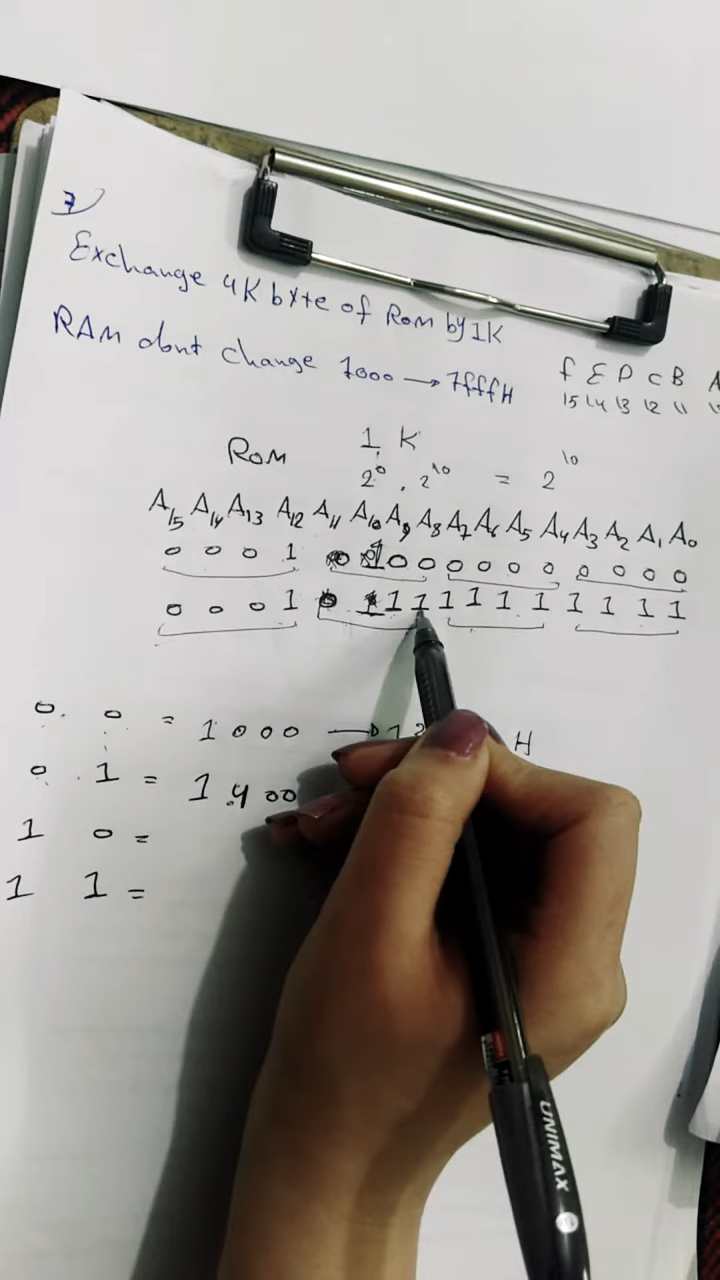 7)
Exchange 4K byte of Rom by 1K
RAM dont change 1000 → 7fffH
f E D C B A
15 14 13 12 11
Rom 1 K
2⁰ . 2¹⁰ = 2¹⁰
A₁₅ A₁₄ A₁₃ A₁₂ A₁₁ A₁₀ A₉ A₈ A₇ A₆ A₅ A₄ A₃ A₂ A₁ A₀
0 0 0 1 0 1 0 0 0 0 0 0 0 0 0 0
0 0 0 1 0 1 1 1 1 1 1 1 1 1 1 1
0 . 0 = 1000 → 1 H
0 . 1 = 1400
1 0 =
1 1 =
UNIMAX